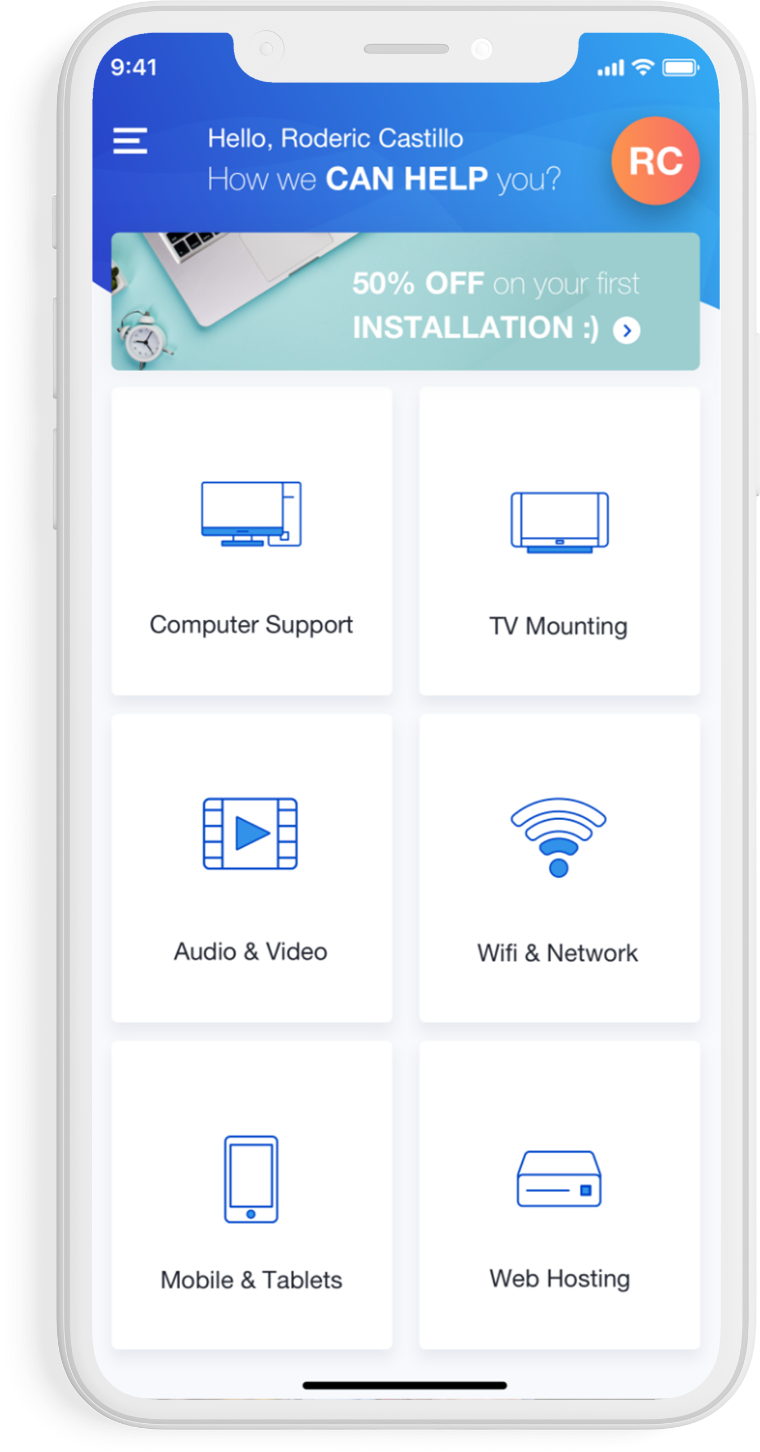 9:41
Hello, Roderic Castillo
How we CAN HELP you?
RC
50% OFF on your first
INSTALLATION :)
Computer Support
TV Mounting
Audio & Video
Wifi & Network
Mobile & Tablets
Web Hosting